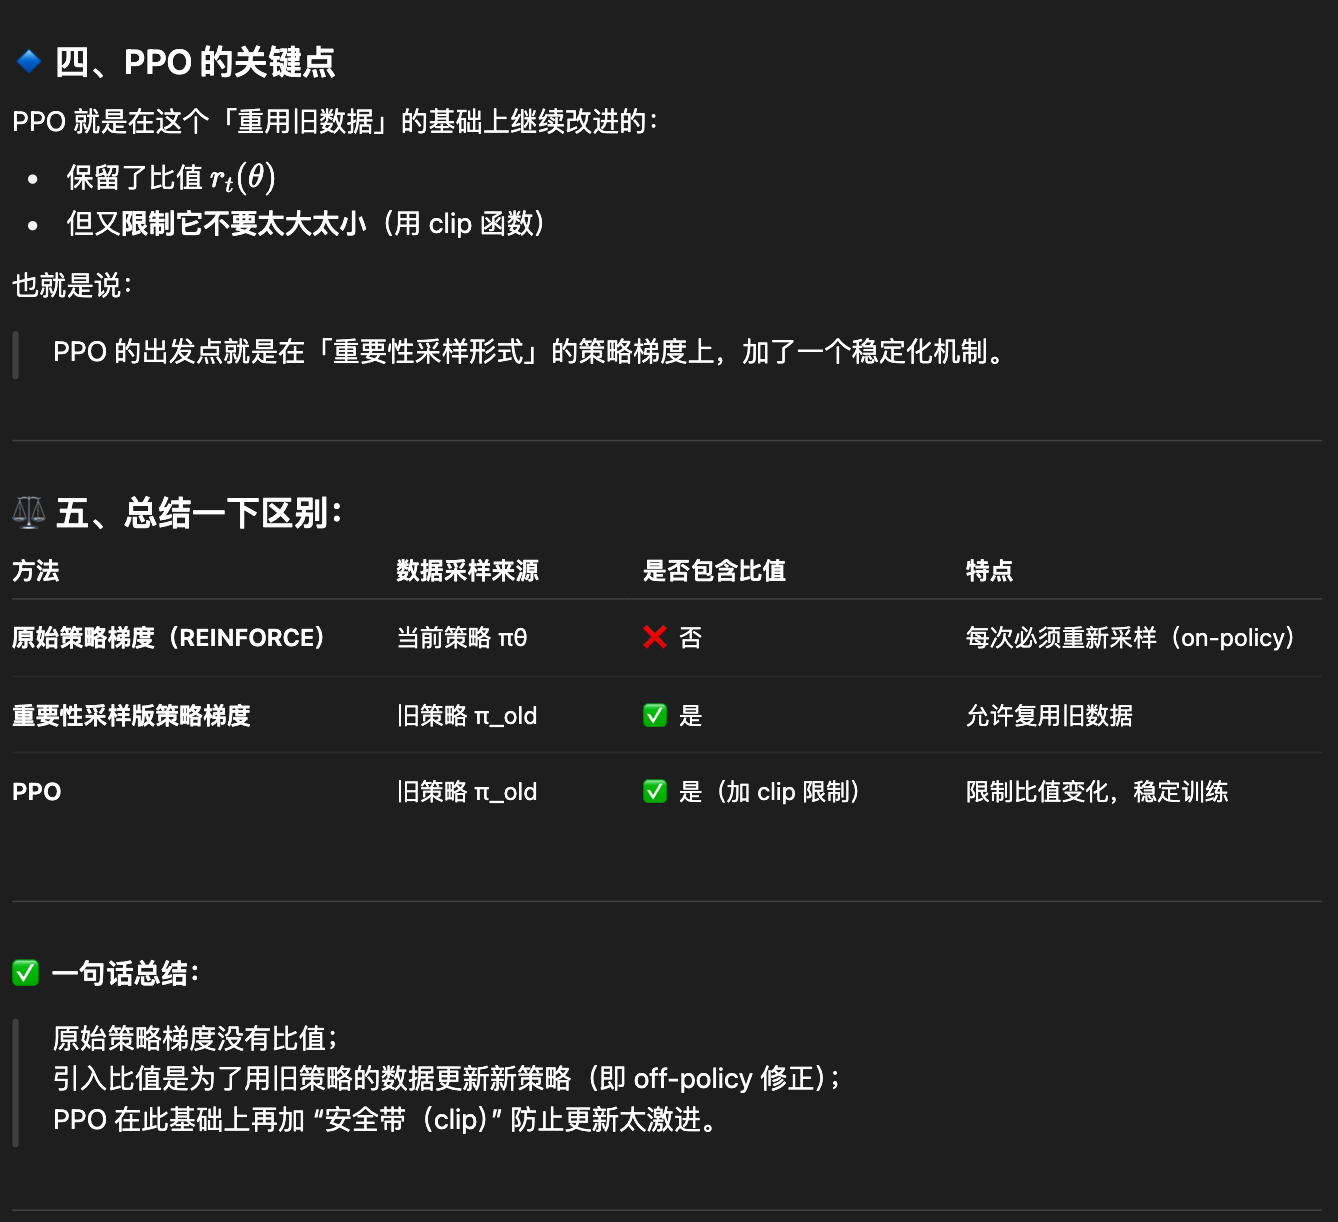 🔹 四、PPO 的关键点
PPO 就是在这个「重用旧数据」的基础上继续改进的：
• 保留了比值 rₜ(θ)
• 但又限制它不要太大太小（用 clip 函数）
也就是说：
PPO 的出发点就是在「重要性采样形式」的策略梯度上，加了一个稳定化机制。
⚖️ 五、总结一下区别：
方法 数据采样来源 是否包含比值 特点
原始策略梯度（REINFORCE） 当前策略 πθ ❌ 否 每次必须重新采样（on-policy）
重要性采样版策略梯度 旧策略 π_old ✅ 是 允许复用旧数据
PPO 旧策略 π_old ✅ 是（加 clip 限制） 限制比值变化，稳定训练
✅ 一句话总结：
原始策略梯度没有比值；
引入比值是为了用旧策略的数据更新新策略（即 off-policy 修正）；
PPO 在此基础上再加 “安全带（clip）” 防止更新太激进。